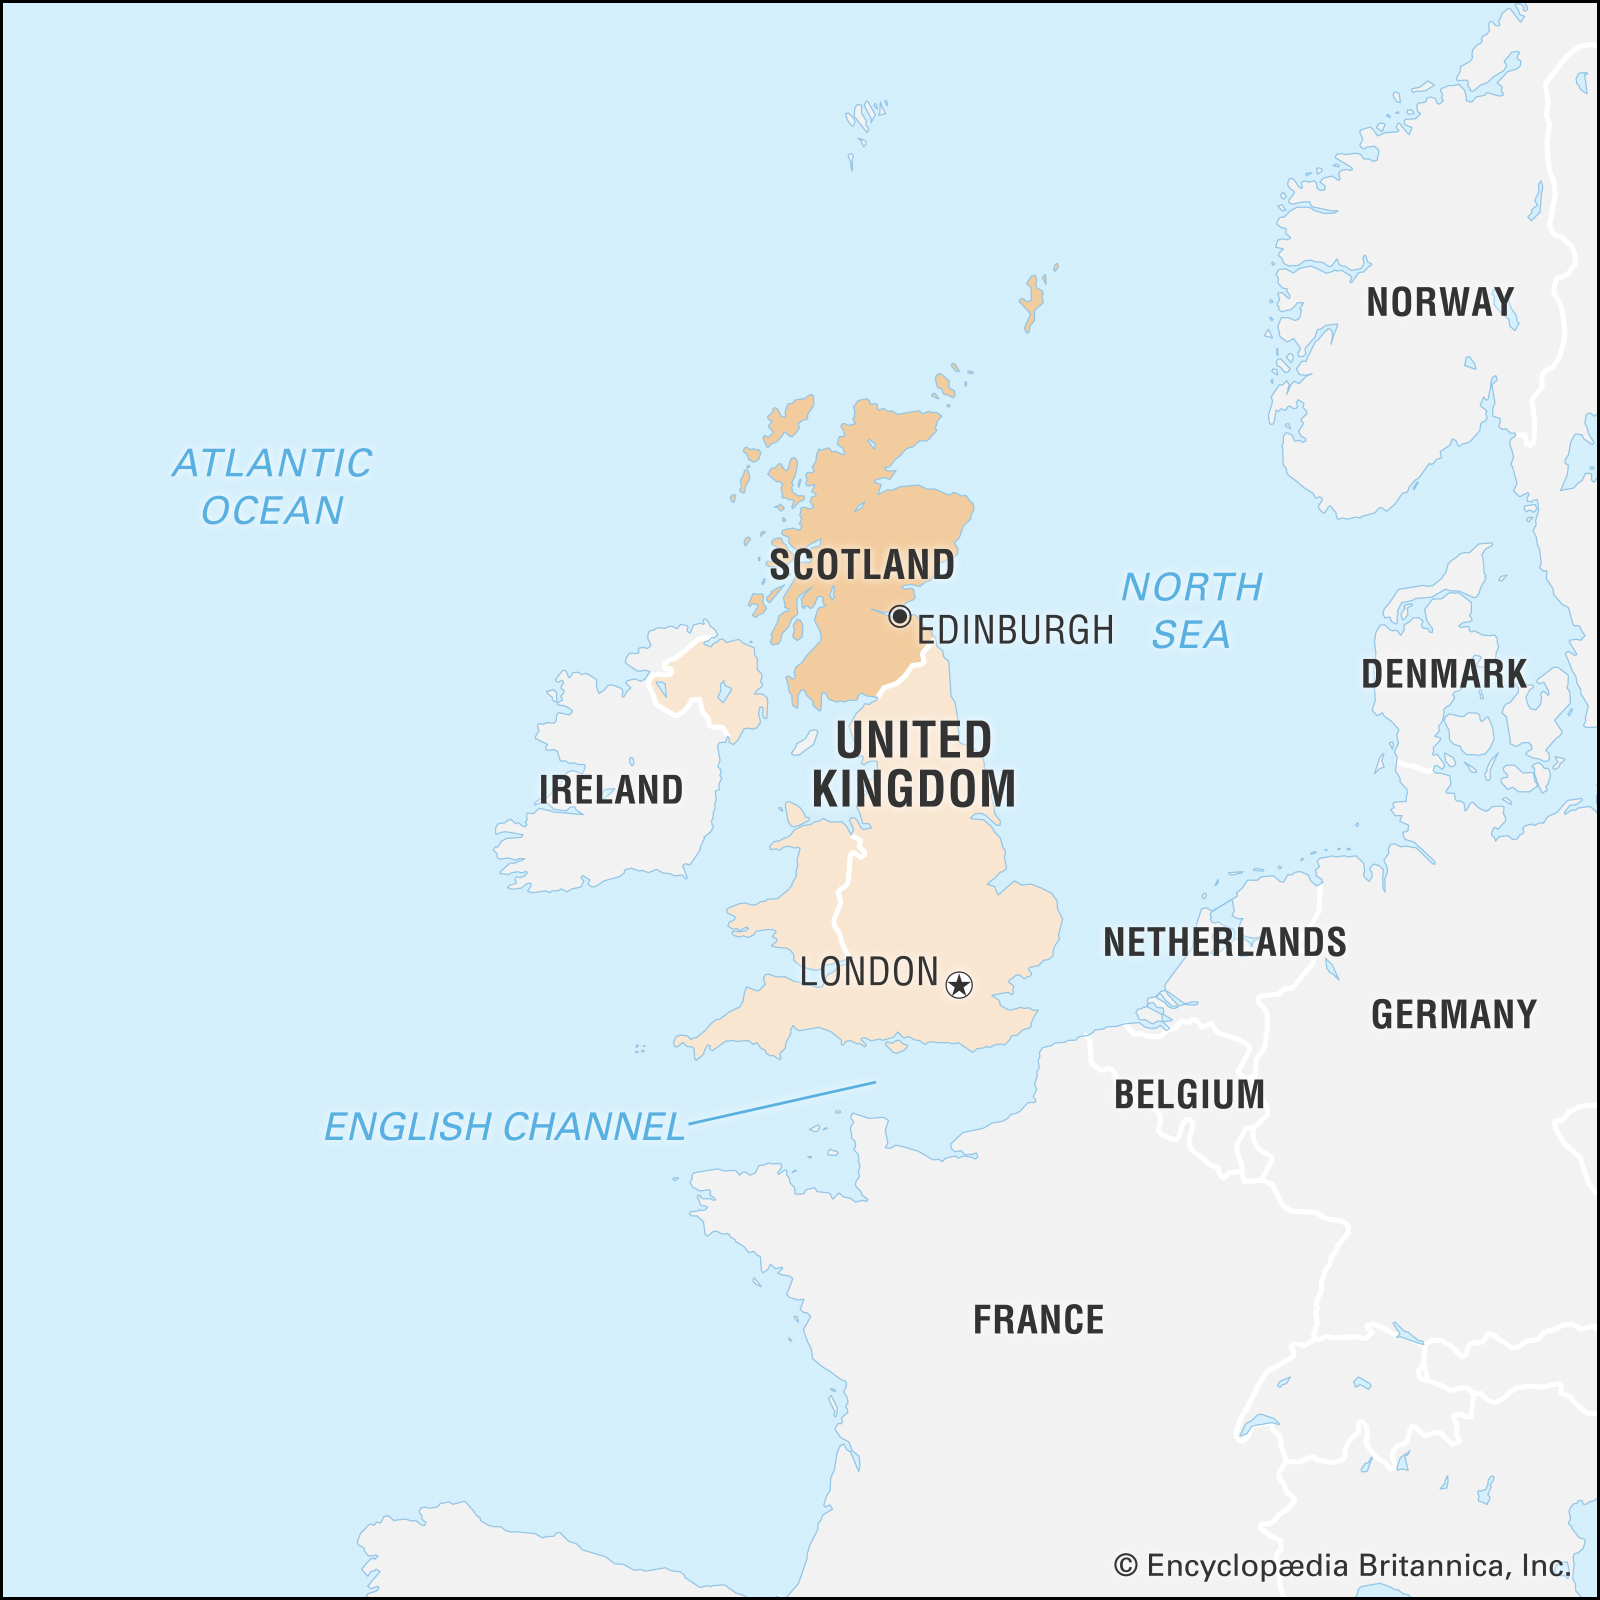 NORWAY
ATLANTIC
OCEAN
SCOTLAND
NORTH
SEA
EDINBURGH
DENMARK
UNITED
KINGDOM
IRELAND
NETHERLANDS
LONDON
GERMANY
BELGIUM
ENGLISH CHANNEL
FRANCE
© Encyclopædia Britannica, Inc.